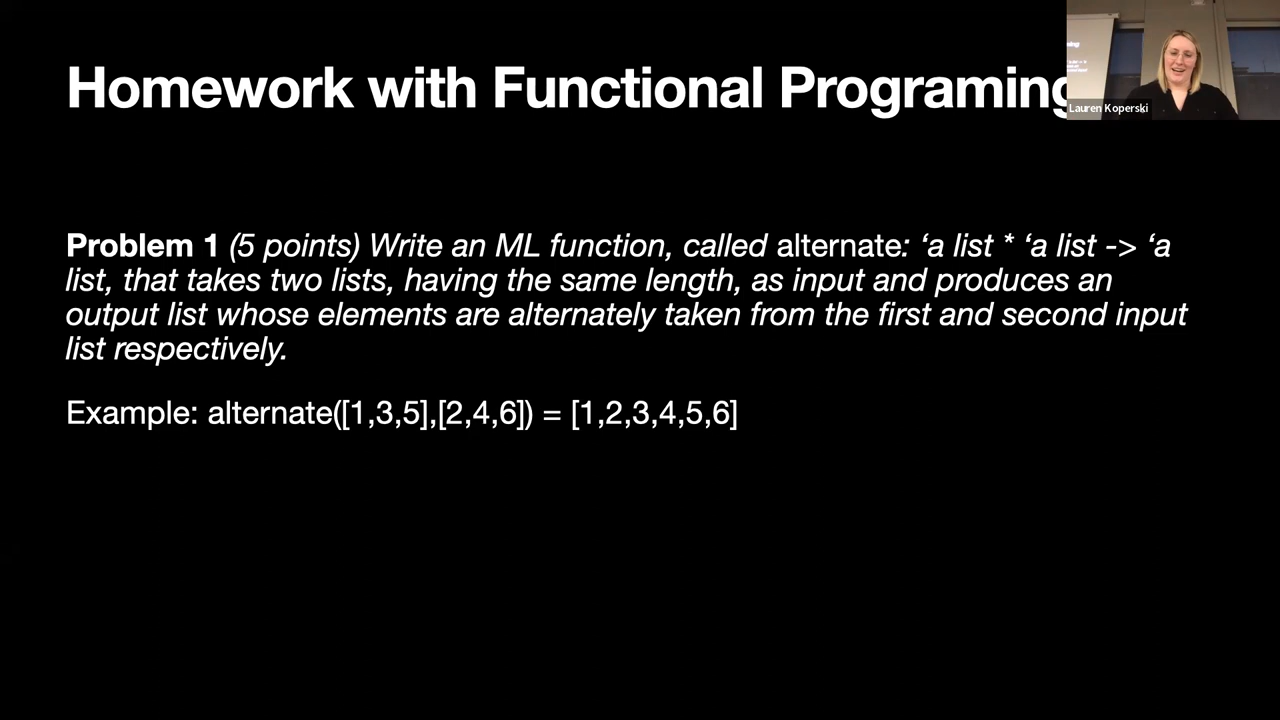 Homework with Functional Programing
Lauren Koperski
Problem 1 (5 points) Write an ML function, called alternate: ‘a list * ‘a list -> ‘a
list, that takes two lists, having the same length, as input and produces an
output list whose elements are alternately taken from the first and second input
list respectively.
Example: alternate([1,3,5],[2,4,6]) = [1,2,3,4,5,6]